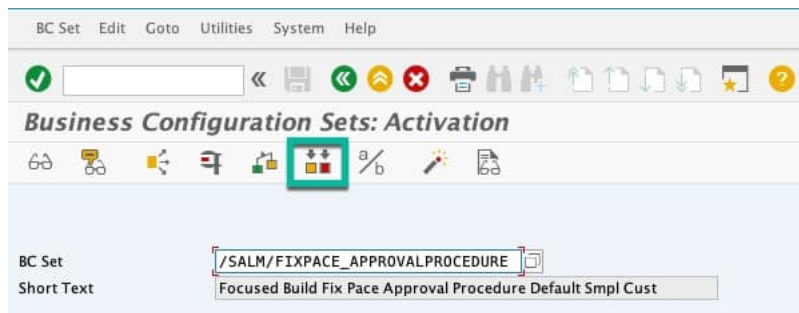 BC Set Edit Goto Utilities System Help
Business Configuration Sets: Activation
a/b
BC Set /SALM/FIXPACE_APPROVALPROCEDURE
Short Text Focused Build Fix Pace Approval Procedure Default Smpl Cust